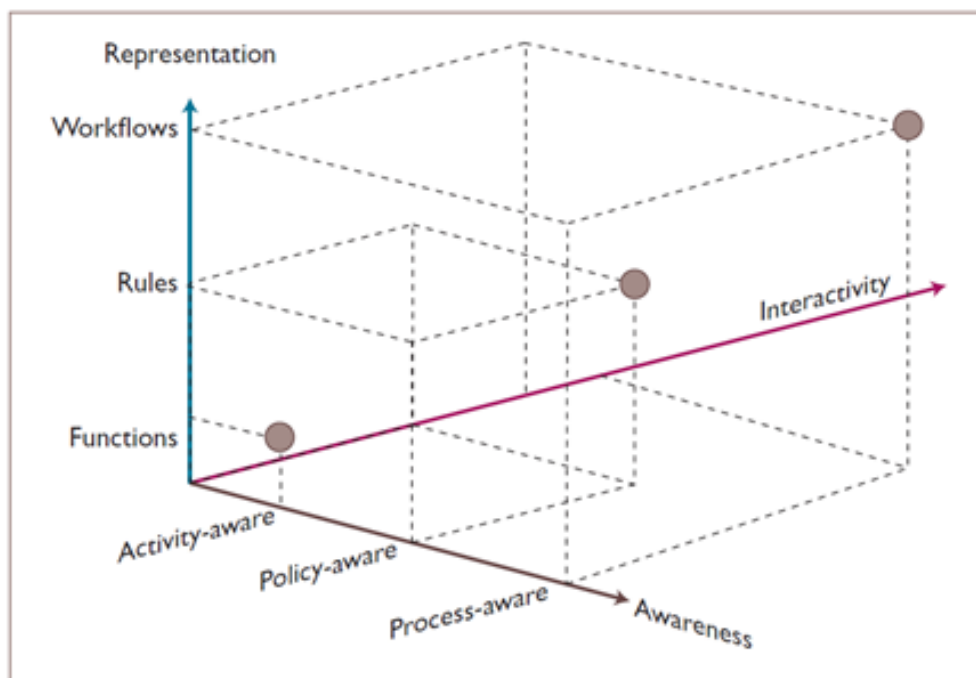 Representation
Workflows
Rules
Interactivity
Functions
Activity-aware
Policy-aware
Process-aware
Awareness